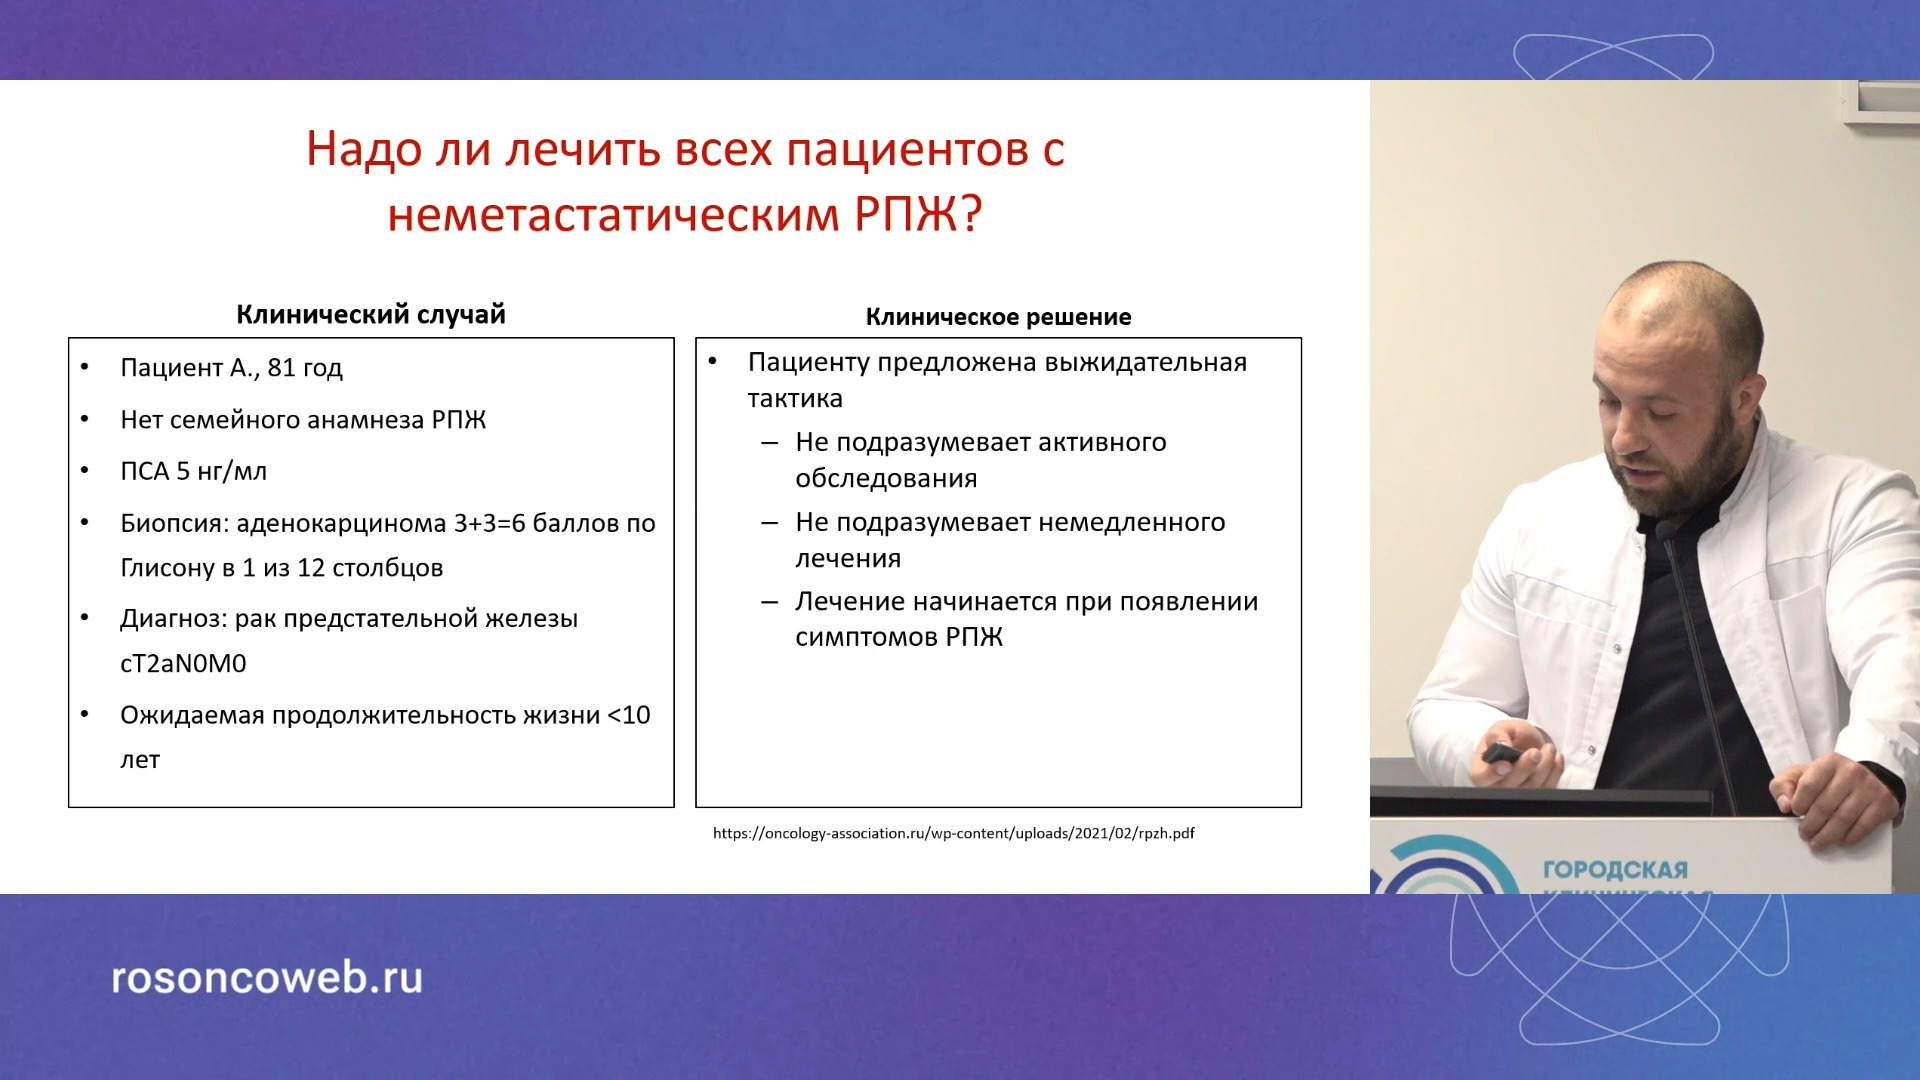 Надо ли лечить всех пациентов с
неметастатическим РПЖ?
Клинический случай
• Пациент А., 81 год
• Нет семейного анамнеза РПЖ
• ПСА 5 нг/мл
• Биопсия: аденокарцинома 3+3=6 баллов по
Глисону в 1 из 12 столбцов
• Диагноз: рак предстательной железы
cT2aN0M0
• Ожидаемая продолжительность жизни <10
лет
Клиническое решение
• Пациенту предложена выжидательная
тактика
– Не подразумевает активного
обследования
– Не подразумевает немедленного
лечения
– Лечение начинается при появлении
симптомов РПЖ
https://oncology-association.ru/wp-content/uploads/2021/02/rpzh.pdf
ГОРОДСКАЯ
rosoncoweb.ru